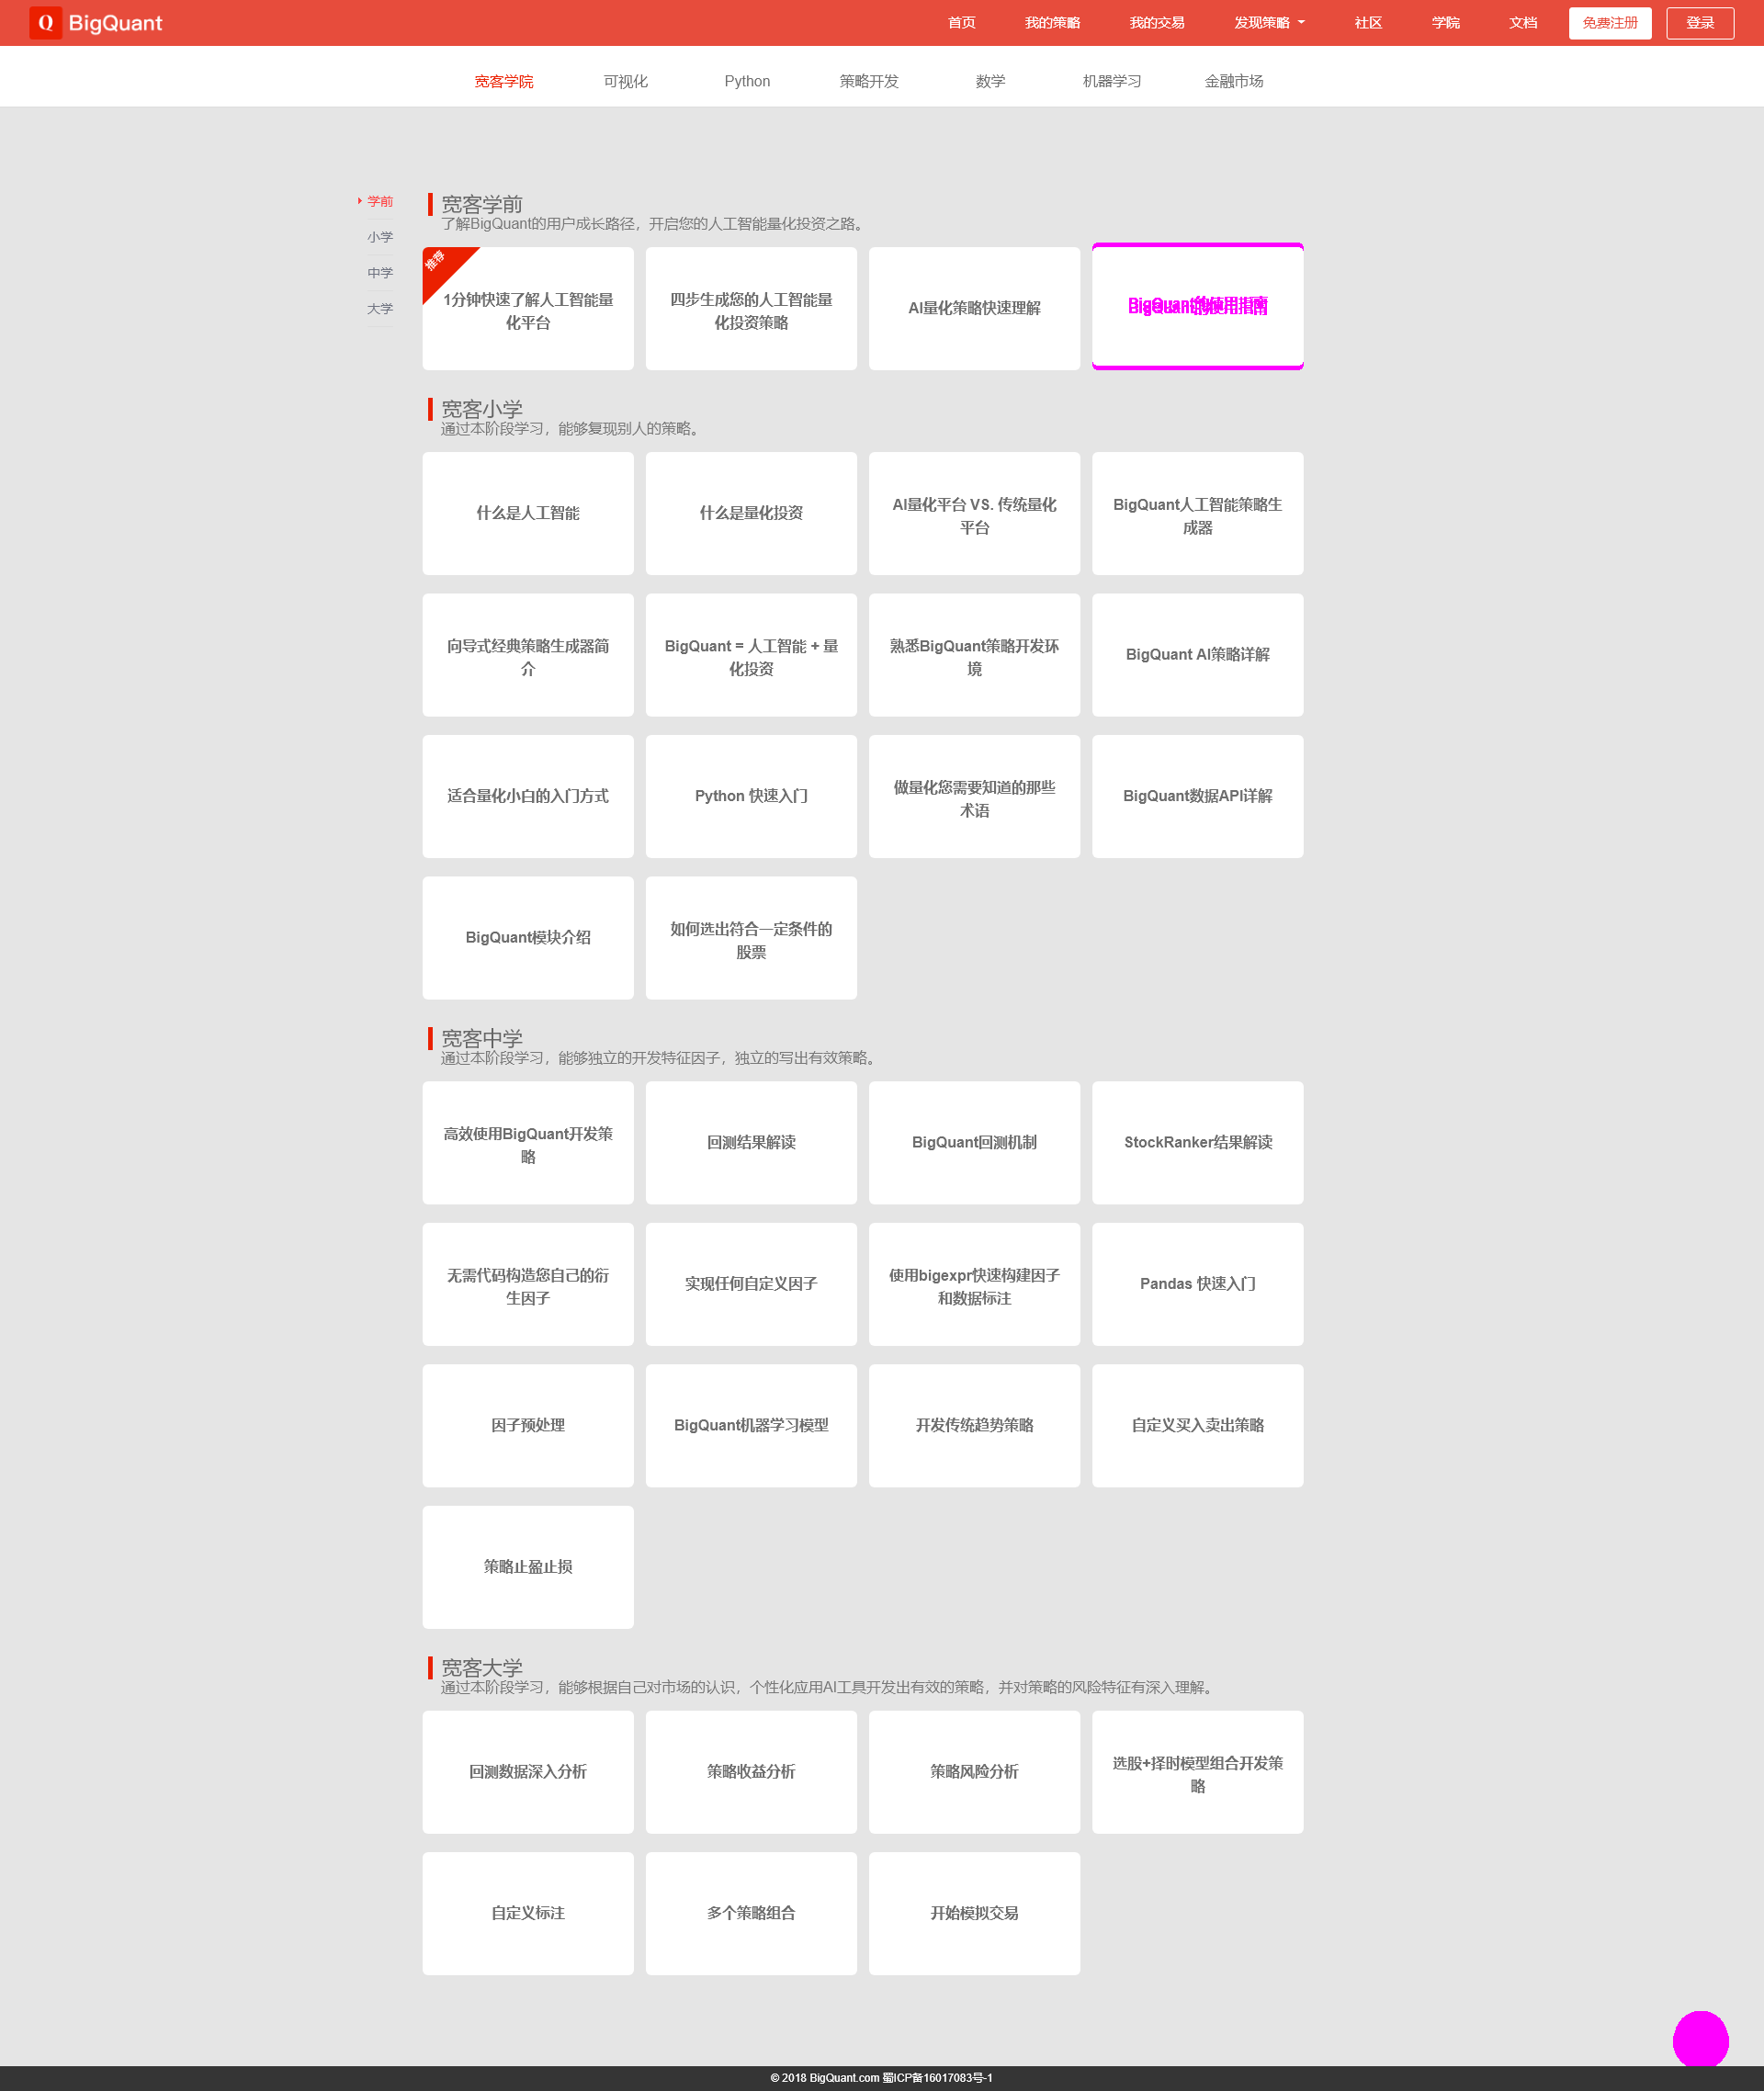 BigQuant
首页 我的策略 我的交易 发现策略 社区 学院 文档 免费注册 登录
宽客学院 可视化 Python 策略开发 数学 机器学习 金融市场
学前
小学
中学
大学
宽客学前
了解BigQuant的用户成长路径，开启您的人工智能量化投资之路。
推荐
1分钟快速了解人工智能量
化平台
四步生成您的人工智能量
化投资策略
AI量化策略快速理解
BigQuant的使用指南
宽客小学
通过本阶段学习，能够复现别人的策略。
什么是人工智能
什么是量化投资
AI量化平台 VS. 传统量化
平台
BigQuant人工智能策略生
成器
向导式经典策略生成器简
介
BigQuant = 人工智能 + 量
化投资
熟悉BigQuant策略开发环
境
BigQuant AI策略详解
适合量化小白的入门方式
Python 快速入门
做量化您需要知道的那些
术语
BigQuant数据API详解
BigQuant模块介绍
如何选出符合一定条件的
股票
宽客中学
通过本阶段学习，能够独立的开发特征因子，独立的写出有效策略。
高效使用BigQuant开发策
略
回测结果解读
BigQuant回测机制
StockRanker结果解读
无需代码构造您自己的衍
生因子
实现任何自定义因子
使用bigexpr快速构建因子
和数据标注
Pandas 快速入门
因子预处理
BigQuant机器学习模型
开发传统趋势策略
自定义买入卖出策略
策略止盈止损
宽客大学
通过本阶段学习，能够根据自己对市场的认识，个性化应用AI工具开发出有效的策略，并对策略的风险特征有深入理解。
回测数据深入分析
策略收益分析
策略风险分析
选股+择时模型组合开发策
略
自定义标注
多个策略组合
开始模拟交易
© 2018 BigQuant.com 蜀ICP备16017083号-1